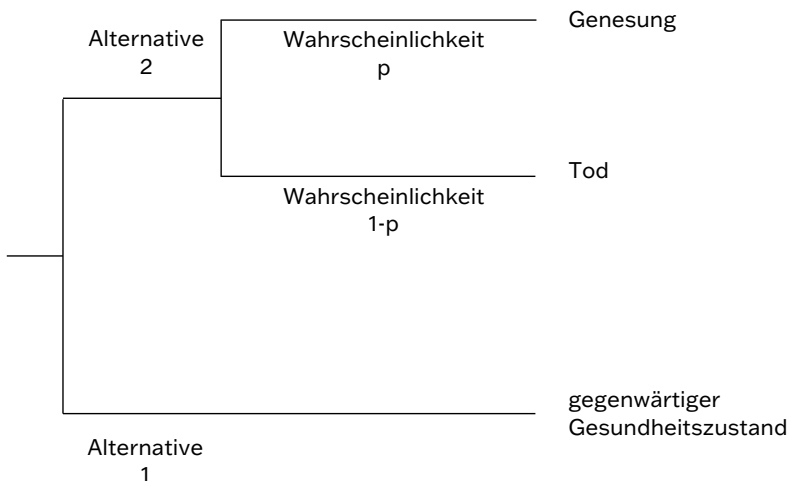 Genesung
Alternative
2
Wahrscheinlichkeit
p
Tod
Wahrscheinlichkeit
1-p
gegenwärtiger
Gesundheitszustand
Alternative
1